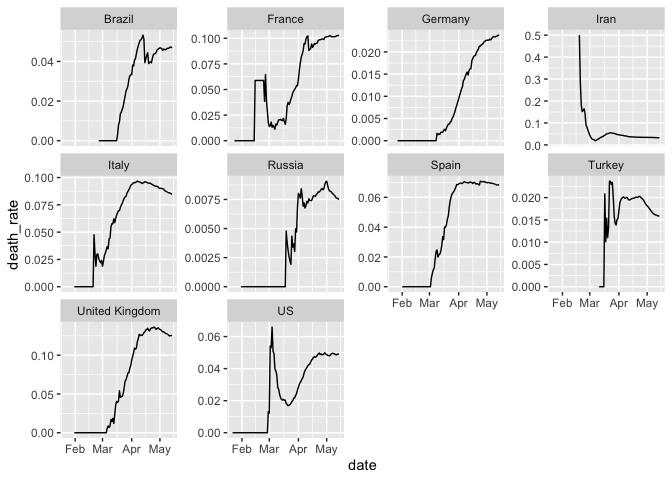 Brazil
France
Germany
Iran
0.04
0.02
0.00
0.100
0.075
0.050
0.025
0.000
0.020
0.015
0.010
0.005
0.000
0.5
0.4
0.3
0.2
0.1
0.0
Italy
Russia
Spain
Turkey
0.100
0.075
0.050
0.025
0.000
0.0075
0.0050
0.0025
0.0000
0.06
0.04
0.02
0.00
0.020
0.015
0.010
0.005
0.000
Feb Mar Apr May
Feb Mar Apr May
United Kingdom
US
0.10
0.05
0.00
0.06
0.04
0.02
0.00
Feb Mar Apr May
Feb Mar Apr May
death_rate
date